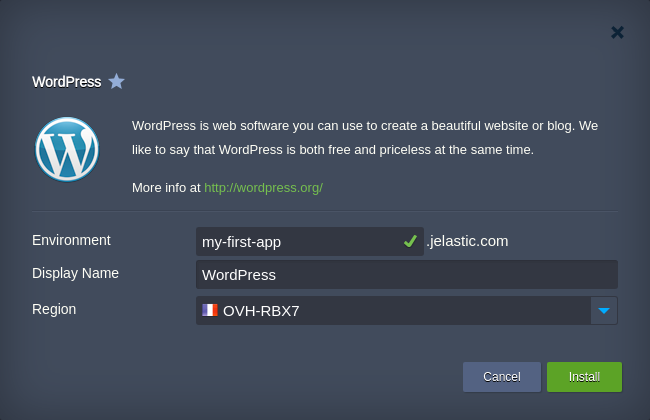 WordPress
WordPress is web software you can use to create a beautiful website or blog. We
like to say that WordPress is both free and priceless at the same time.
More info at http://wordpress.org/
Environment my-first-app .jelastic.com
Display Name WordPress
Region OVH-RBX7
Cancel Install